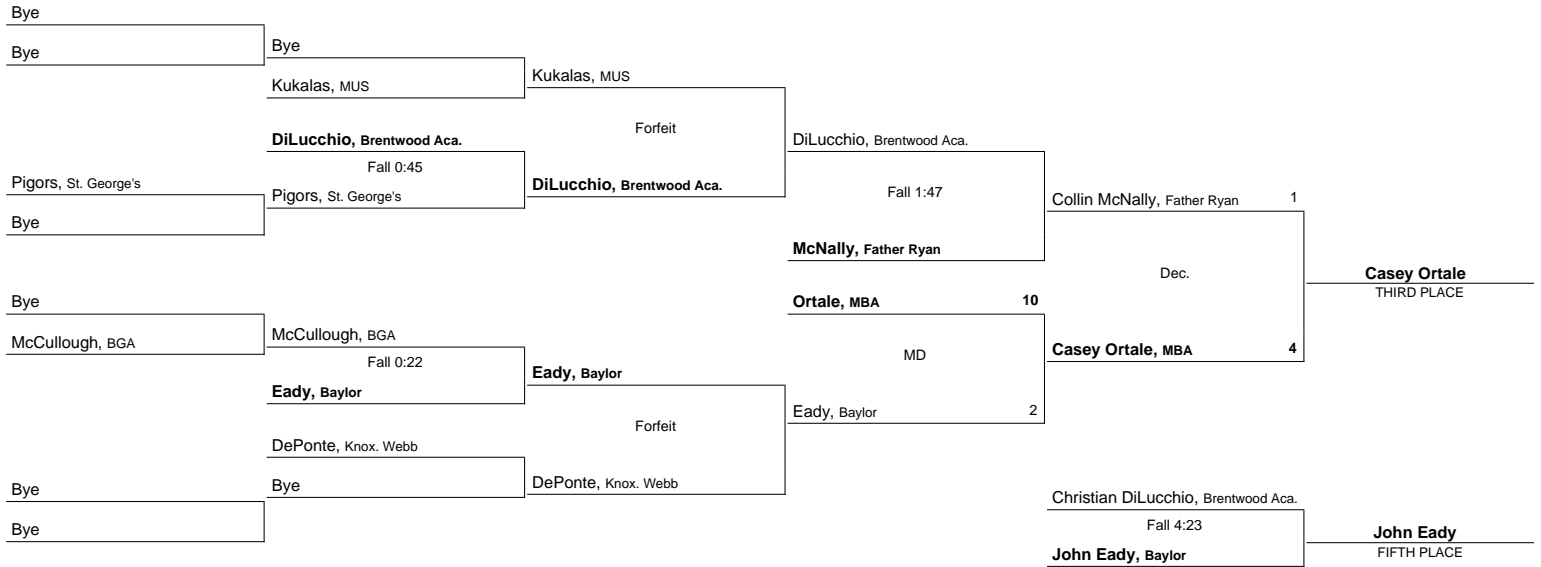 Bye
Bye
Pigors, St. George's
Bye
Bye
McCullough, BGA
Bye
Bye
Bye
Kukalas, MUS
DiLucchio, Brentwood Aca.
Fall 0:45
Pigors, St. George's
McCullough, BGA
Fall 0:22
Eady, Baylor
DePonte, Knox. Webb
Bye
Kukalas, MUS
Forfeit
DiLucchio, Brentwood Aca.
Eady, Baylor
Forfeit
DePonte, Knox. Webb
DiLucchio, Brentwood Aca.
Fall 1:47
McNally, Father Ryan
Ortale, MBA 10
MD
Eady, Baylor 2
Collin McNally, Father Ryan 1
Dec.
Casey Ortale, MBA 4
Christian DiLucchio, Brentwood Aca.
Fall 4:23
John Eady, Baylor
Casey Ortale
THIRD PLACE
John Eady
FIFTH PLACE